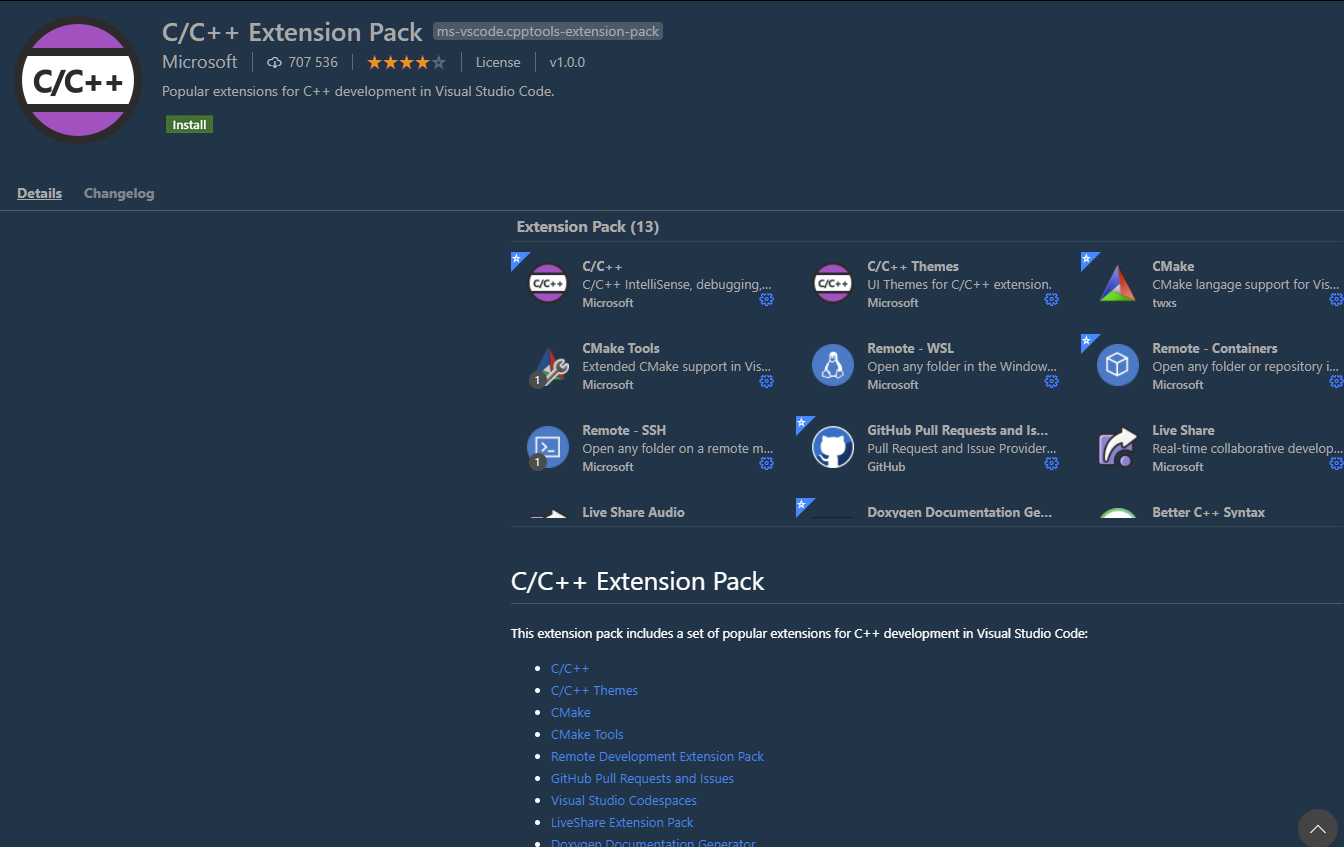 C/C++
C/C++ Extension Pack ms-vscode.cpptools-extension-pack
Microsoft 707 536 License v1.0.0
Popular extensions for C++ development in Visual Studio Code.
Install
Details Changelog
Extension Pack (13)
C/C++
C/C++
C/C++ IntelliSense, debugging,...
Microsoft
C/C++
C/C++ Themes
UI Themes for C/C++ extension.
Microsoft
CMake
CMake langage support for Vis...
twxs
1
CMake Tools
Extended CMake support in Vis...
Microsoft
Remote - WSL
Open any folder in the Window...
Microsoft
Remote - Containers
Open any folder or repository i...
Microsoft
1
Remote - SSH
Open any folder on a remote m...
Microsoft
GitHub Pull Requests and Is...
Pull Request and Issue Provider...
GitHub
Live Share
Real-time collaborative develop...
Microsoft
Live Share Audio
Doxygen Documentation Ge...
Better C++ Syntax
C/C++ Extension Pack
This extension pack includes a set of popular extensions for C++ development in Visual Studio Code:
C/C++
C/C++ Themes
CMake
CMake Tools
Remote Development Extension Pack
GitHub Pull Requests and Issues
Visual Studio Codespaces
LiveShare Extension Pack
Doxygen Documentation Generator